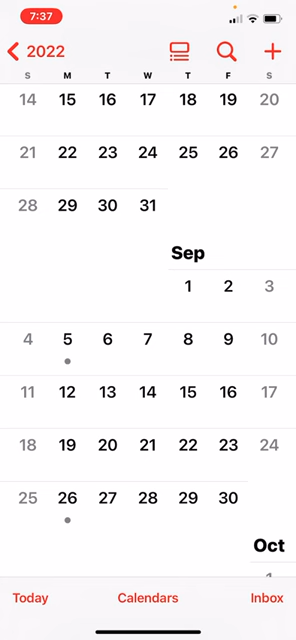 7:37
2022
S M T W T F S
14 15 16 17 18 19 20
21 22 23 24 25 26 27
28 29 30 31
Sep
1 2 3
4 5 6 7 8 9 10
11 12 13 14 15 16 17
18 19 20 21 22 23 24
25 26 27 28 29 30
Oct
1
Today Calendars Inbox